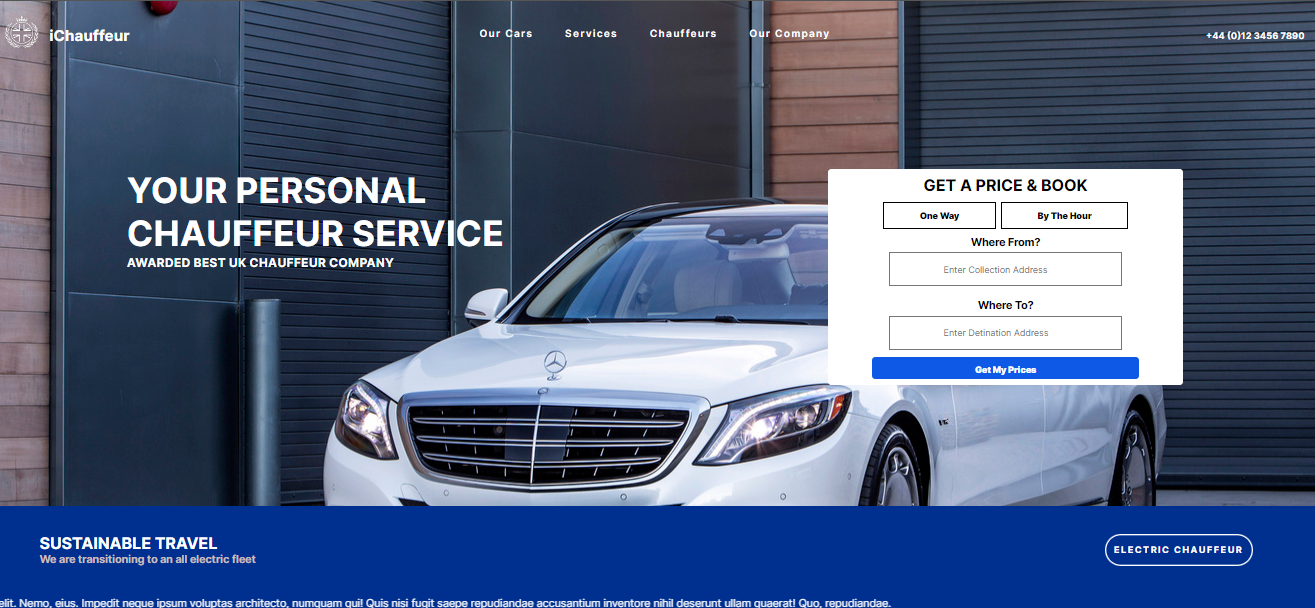 iChauffeur
Our Cars Services Chauffeurs Our Company
+44 (0)12 3456 7890
YOUR PERSONAL
CHAUFFEUR SERVICE
AWARDED BEST UK CHAUFFEUR COMPANY
GET A PRICE & BOOK
One Way By The Hour
Where From?
Enter Collection Address
Where To?
Enter Detination Address
Get My Prices
SUSTAINABLE TRAVEL
We are transitioning to an all electric fleet
ELECTRIC CHAUFFEUR
elit. Nemo, eius. Impedit neque ipsum voluptas architecto, numquam qui! Quis nisi fugit saepe repudiandae accusantium inventore nihil deserunt ullam quaerat! Quo, repudiandae.